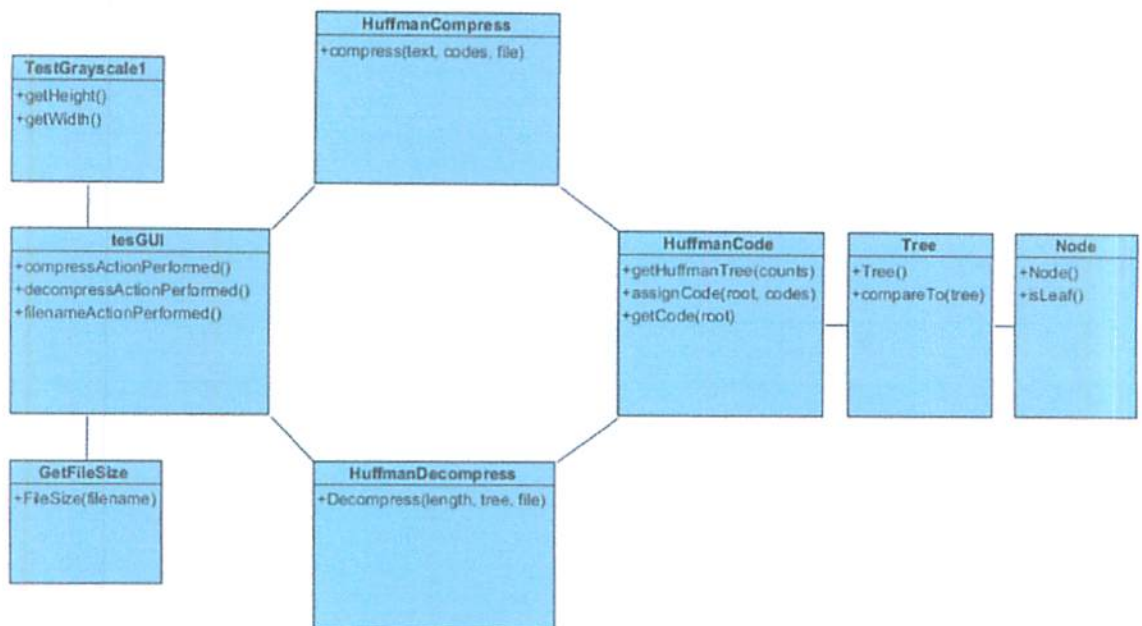 HuffmanCompress
+compress(text, codes, file)
TestGrayscale1
+getHeight()
+getWidth()
tesGUI
+compressActionPerformed()
+decompressActionPerformed()
+filenameActionPerformed()
HuffmanCode
+getHuffmanTree(counts)
+assignCode(root, codes)
+getCode(root)
Tree
+Tree()
+compareTo(tree)
Node
+Node()
+isLeaf()
GetFileSize
+FileSize(filename)
HuffmanDecompress
+Decompress(length, tree, file)